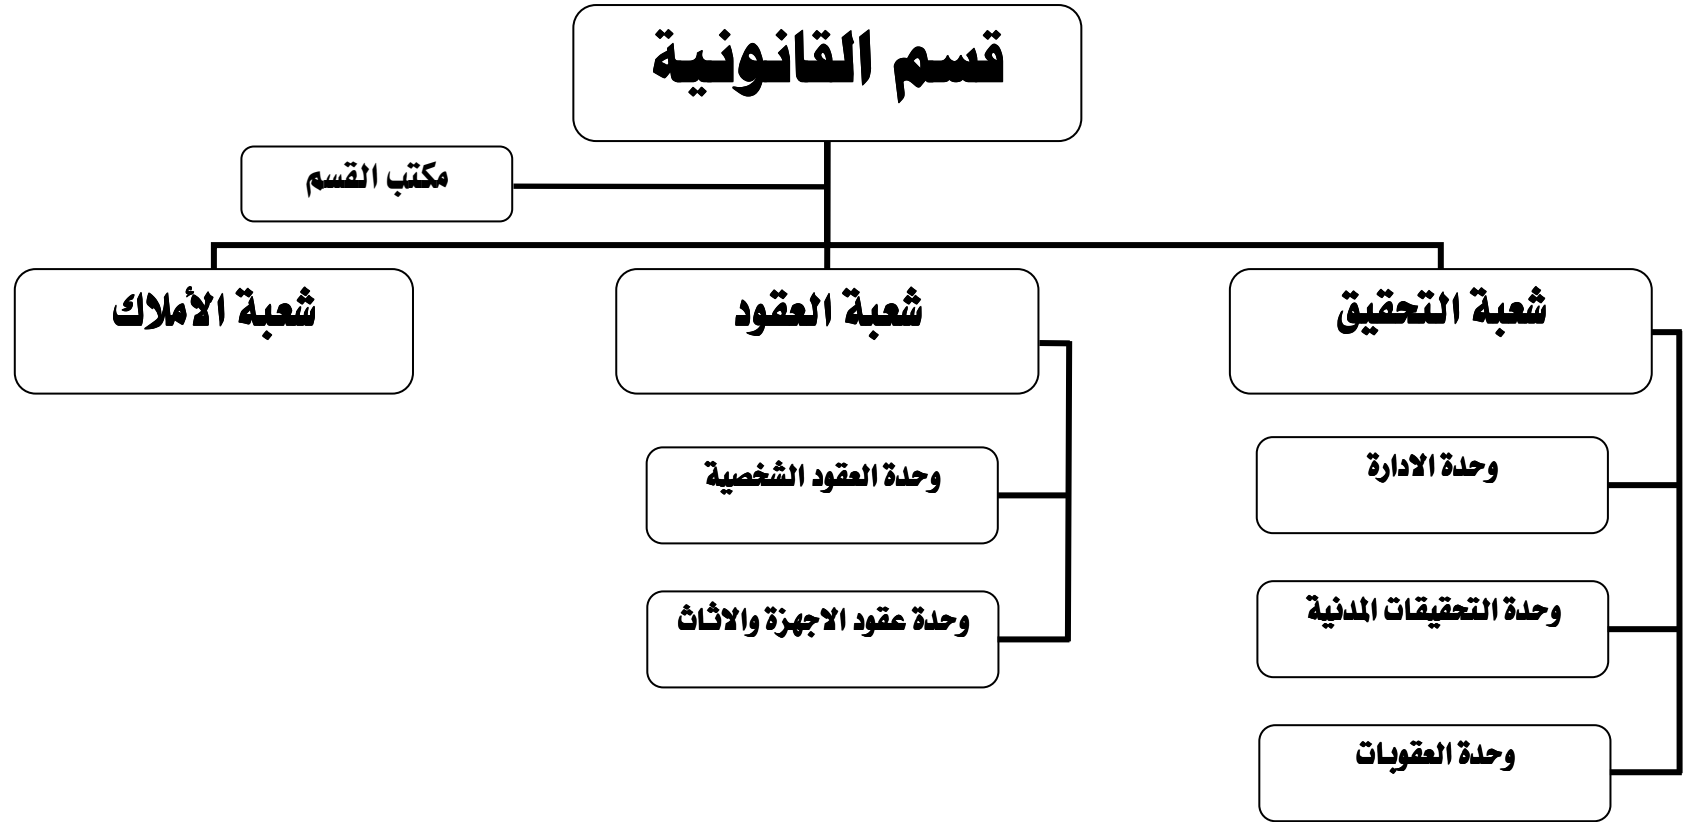 قسم القانونية
مكتب القسم
شعبة التحقيق
شعبة العقود
شعبة الأملاك
وحدة الادارة
وحدة العقود الشخصية
وحدة التحقيقات المدنية
وحدة عقود الاجهزة والاثاث
وحدة العقوبات